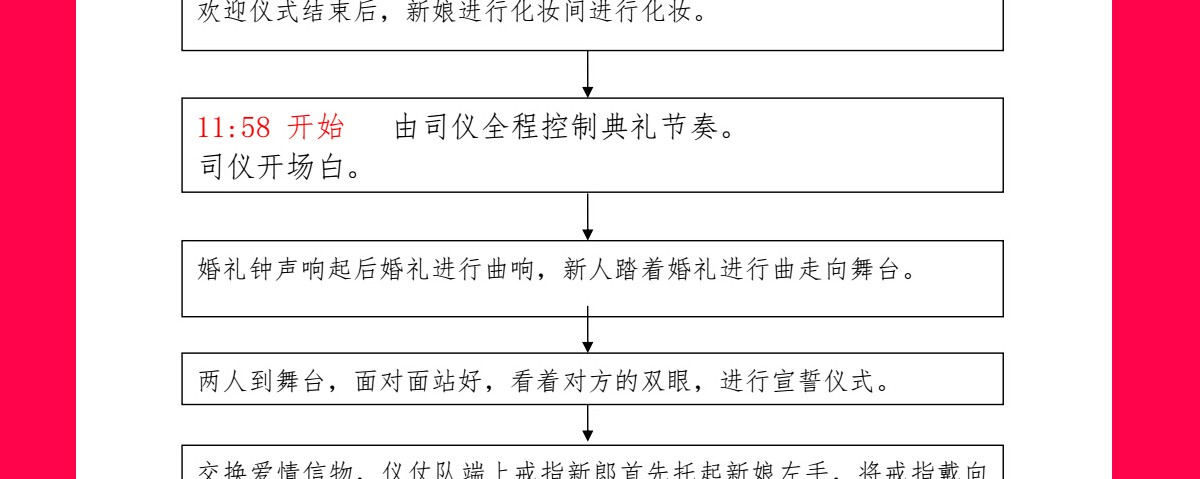 欢迎仪式结束后，新娘进行化妆间进行化妆。
11:58 开始 由司仪全程控制典礼节奏。
司仪开场白。
婚礼钟声响起后婚礼进行曲响，新人踏着婚礼进行曲走向舞台。
两人到舞台，面对面站好，看着对方的双眼，进行宣誓仪式。
交换爱情信物，仪仗队端上戒指新郎首先托起新娘左手，将戒指戴向